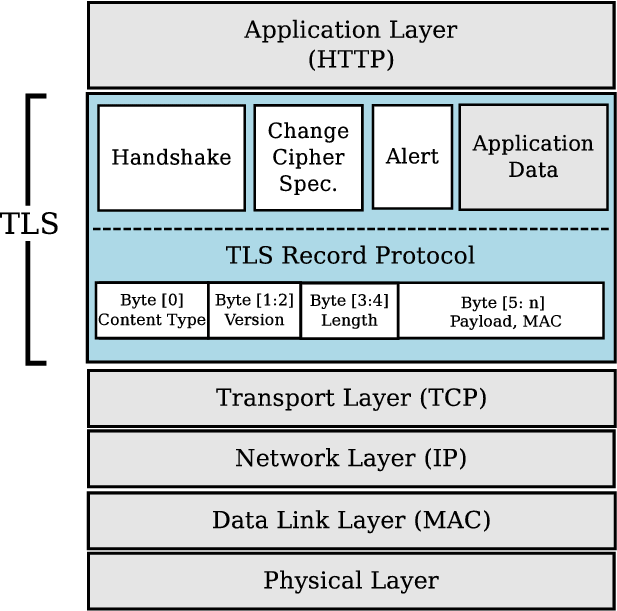 Application Layer
(HTTP)
TLS
Handshake
Change
Cipher
Spec.
Alert
Application
Data
TLS Record Protocol
Byte [0]
Content Type
Byte [1:2]
Version
Byte [3:4]
Length
Byte [5: n]
Payload, MAC
Transport Layer (TCP)
Network Layer (IP)
Data Link Layer (MAC)
Physical Layer